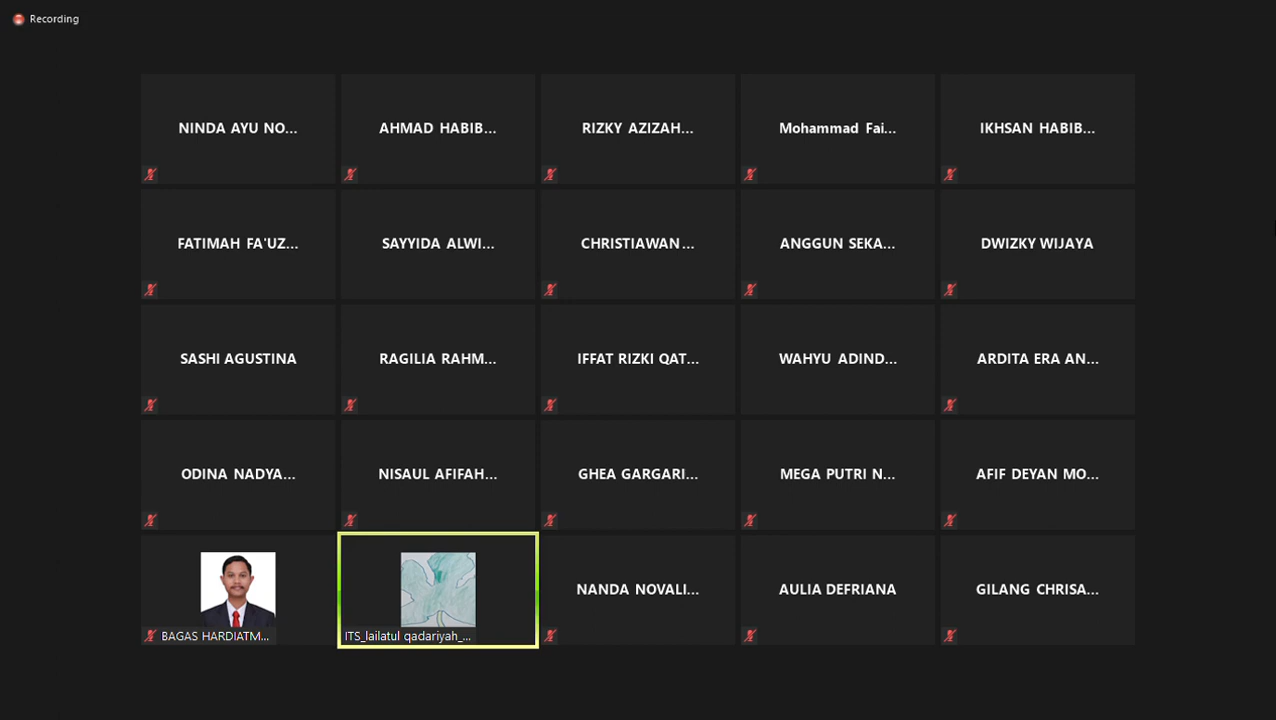 Recording
NINDA AYU NO...
AHMAD HABIB...
RIZKY AZIZAH...
Mohammad Fai...
IKHSAN HABIB...
FATIMAH FA'UZ...
SAYYIDA ALWI...
CHRISTIAWAN...
ANGGUN SEKA...
DWIZKY WIJAYA
SASHI AGUSTINA
RAGILIA RAHM...
IFFAT RIZKI QAT...
WAHYU ADIND...
ARDITA ERA AN...
ODINA NADYA...
NISAUL AFIFAH...
GHEA GARGARI...
MEGA PUTRI N...
AFIF DEYAN MO...
BAGAS HARDIATM...
ITS_lailatul qadariyah_...
NANDA NOVALI...
AULIA DEFRIANA
GILANG CHRISA...